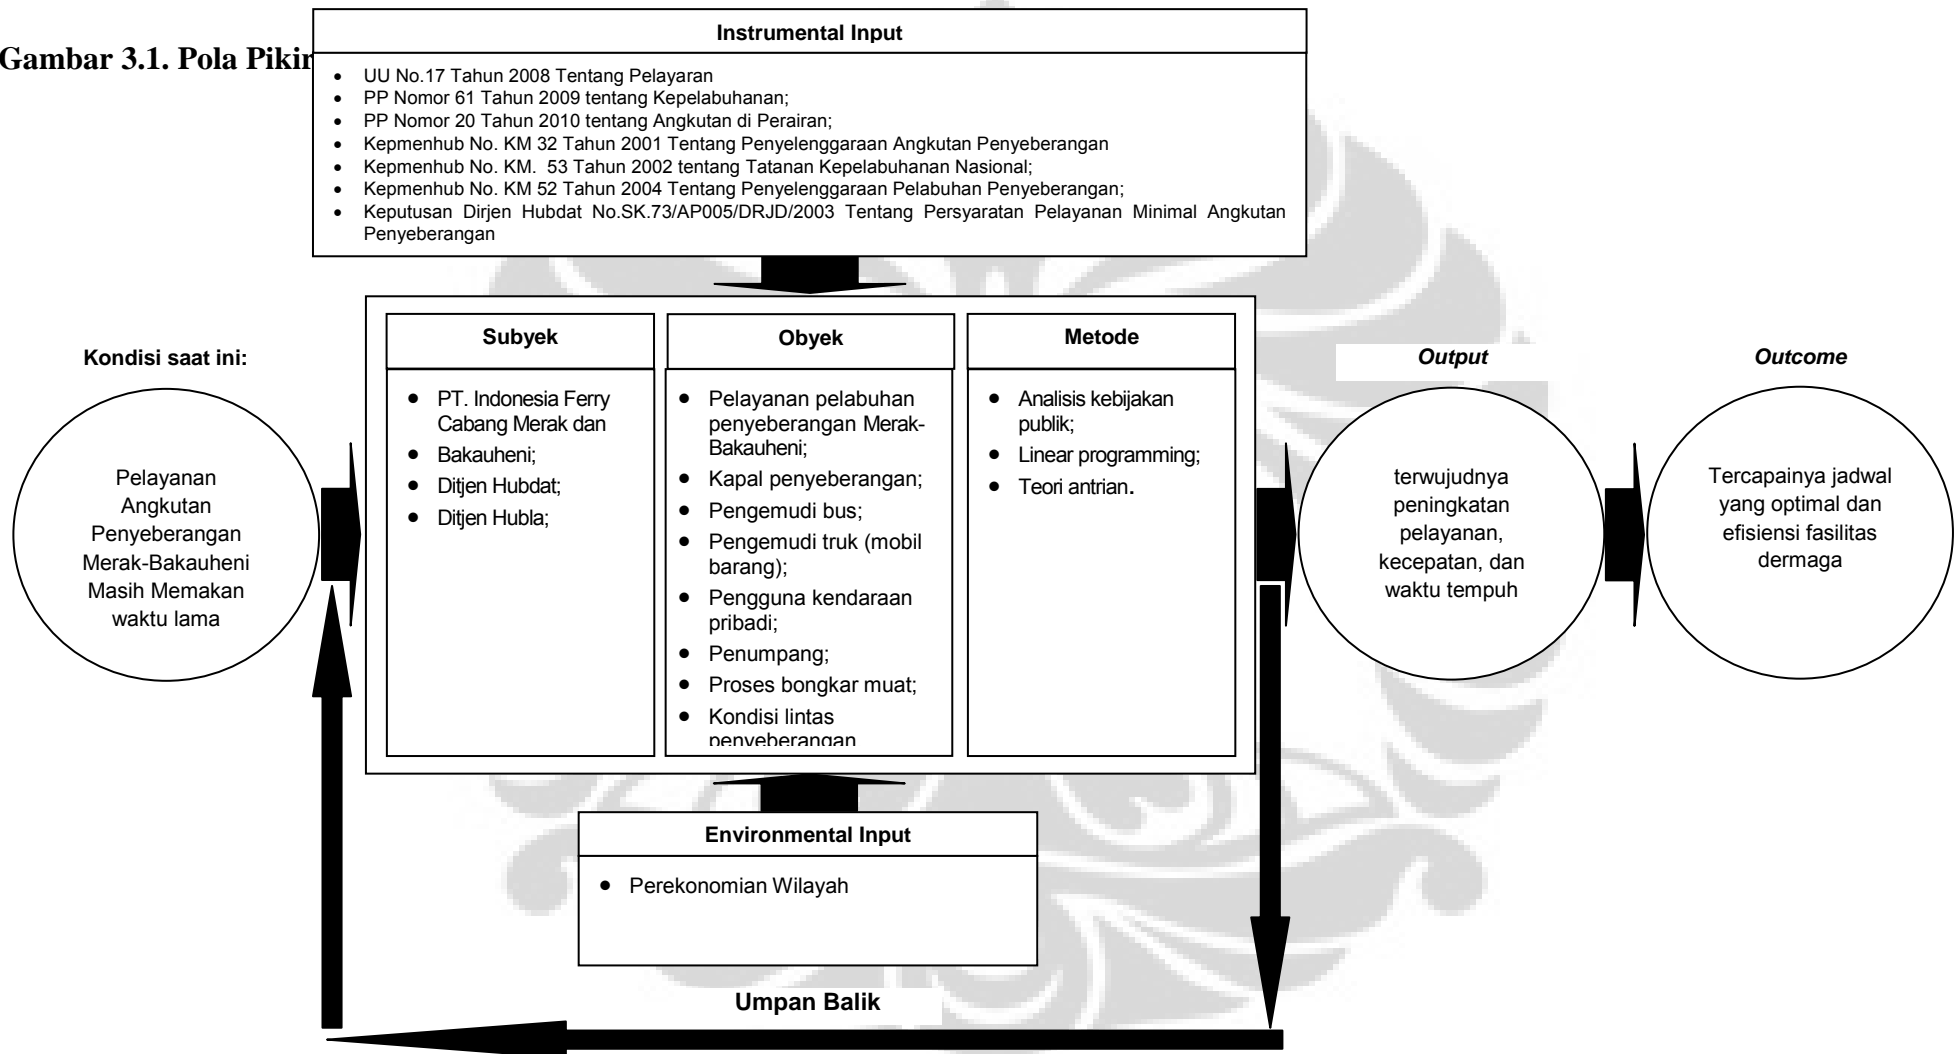 Instrumental Input
Gambar 3.1. Pola Pikir
• UU No.17 Tahun 2008 Tentang Pelayaran
• PP Nomor 61 Tahun 2009 tentang Kepelabuhanan;
• PP Nomor 20 Tahun 2010 tentang Angkutan di Perairan;
• Kepmenhub No. KM 32 Tahun 2001 Tentang Penyelenggaraan Angkutan Penyeberangan
• Kepmenhub No. KM. 53 Tahun 2002 tentang Tatanan Kepelabuhanan Nasional;
• Kepmenhub No. KM 52 Tahun 2004 Tentang Penyelenggaraan Pelabuhan Penyeberangan;
• Keputusan Dirjen Hubdat No.SK.73/AP005/DRJD/2003 Tentang Persyaratan Pelayanan Minimal Angkutan
Penyeberangan
Kondisi saat ini:
Pelayanan
Angkutan
Penyeberangan
Merak-Bakauheni
Masih Memakan
waktu lama
Subyek
• PT. Indonesia Ferry
Cabang Merak dan
• Bakauheni;
• Ditjen Hubdat;
• Ditjen Hubla;
Obyek
• Pelayanan pelabuhan
penyeberangan Merak-
Bakauheni;
• Kapal penyeberangan;
• Pengemudi bus;
• Pengemudi truk (mobil
barang);
• Pengguna kendaraan
pribadi;
• Penumpang;
• Proses bongkar muat;
• Kondisi lintas
penyeberangan
Metode
• Analisis kebijakan
publik;
• Linear programming;
• Teori antrian.
Output
terwujudnya
peningkatan
pelayanan,
kecepatan, dan
waktu tempuh
Outcome
Tercapainya jadwal
yang optimal dan
efisiensi fasilitas
dermaga
Environmental Input
• Perekonomian Wilayah
Umpan Balik